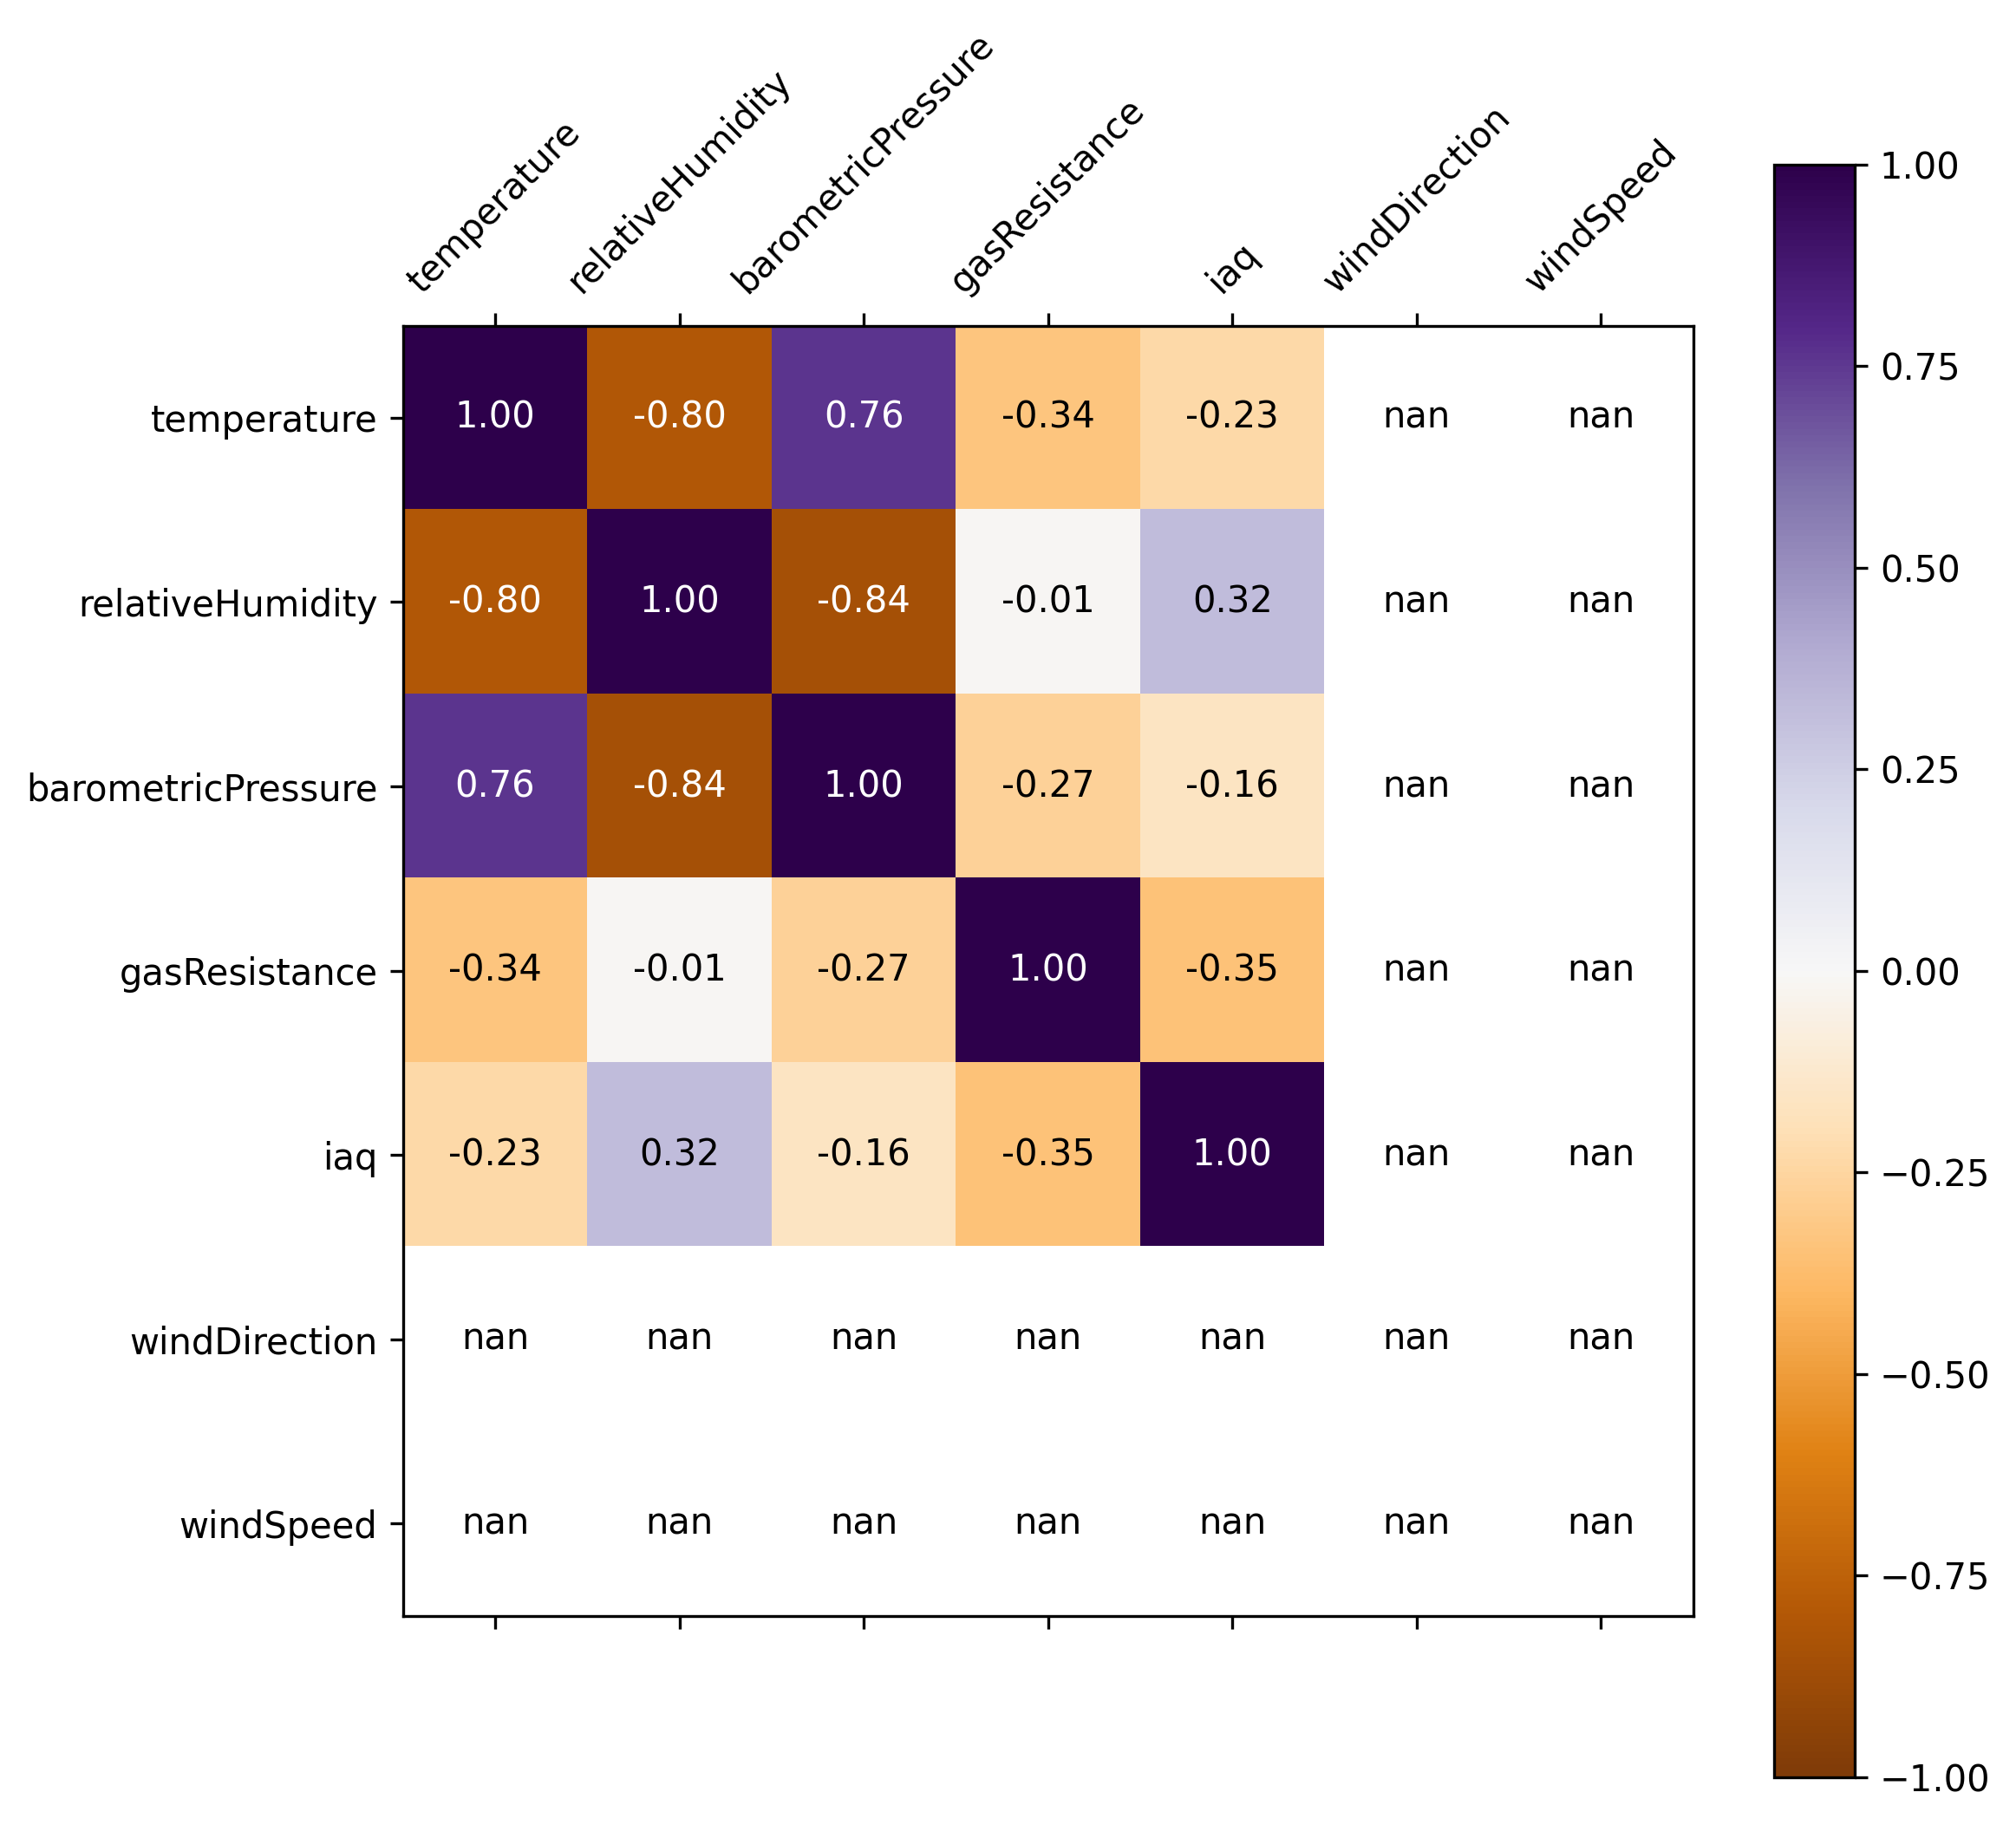 temperature
relativeHumidity
barometricPressure
gasResistance
iaq
windDirection
windSpeed
temperature 1.00 -0.80 0.76 -0.34 -0.23 nan nan
relativeHumidity -0.80 1.00 -0.84 -0.01 0.32 nan nan
barometricPressure 0.76 -0.84 1.00 -0.27 -0.16 nan nan
gasResistance -0.34 -0.01 -0.27 1.00 -0.35 nan nan
iaq -0.23 0.32 -0.16 -0.35 1.00 nan nan
windDirection nan nan nan nan nan nan nan
windSpeed nan nan nan nan nan nan nan
1.00
0.75
0.50
0.25
0.00
−0.25
−0.50
−0.75
−1.00